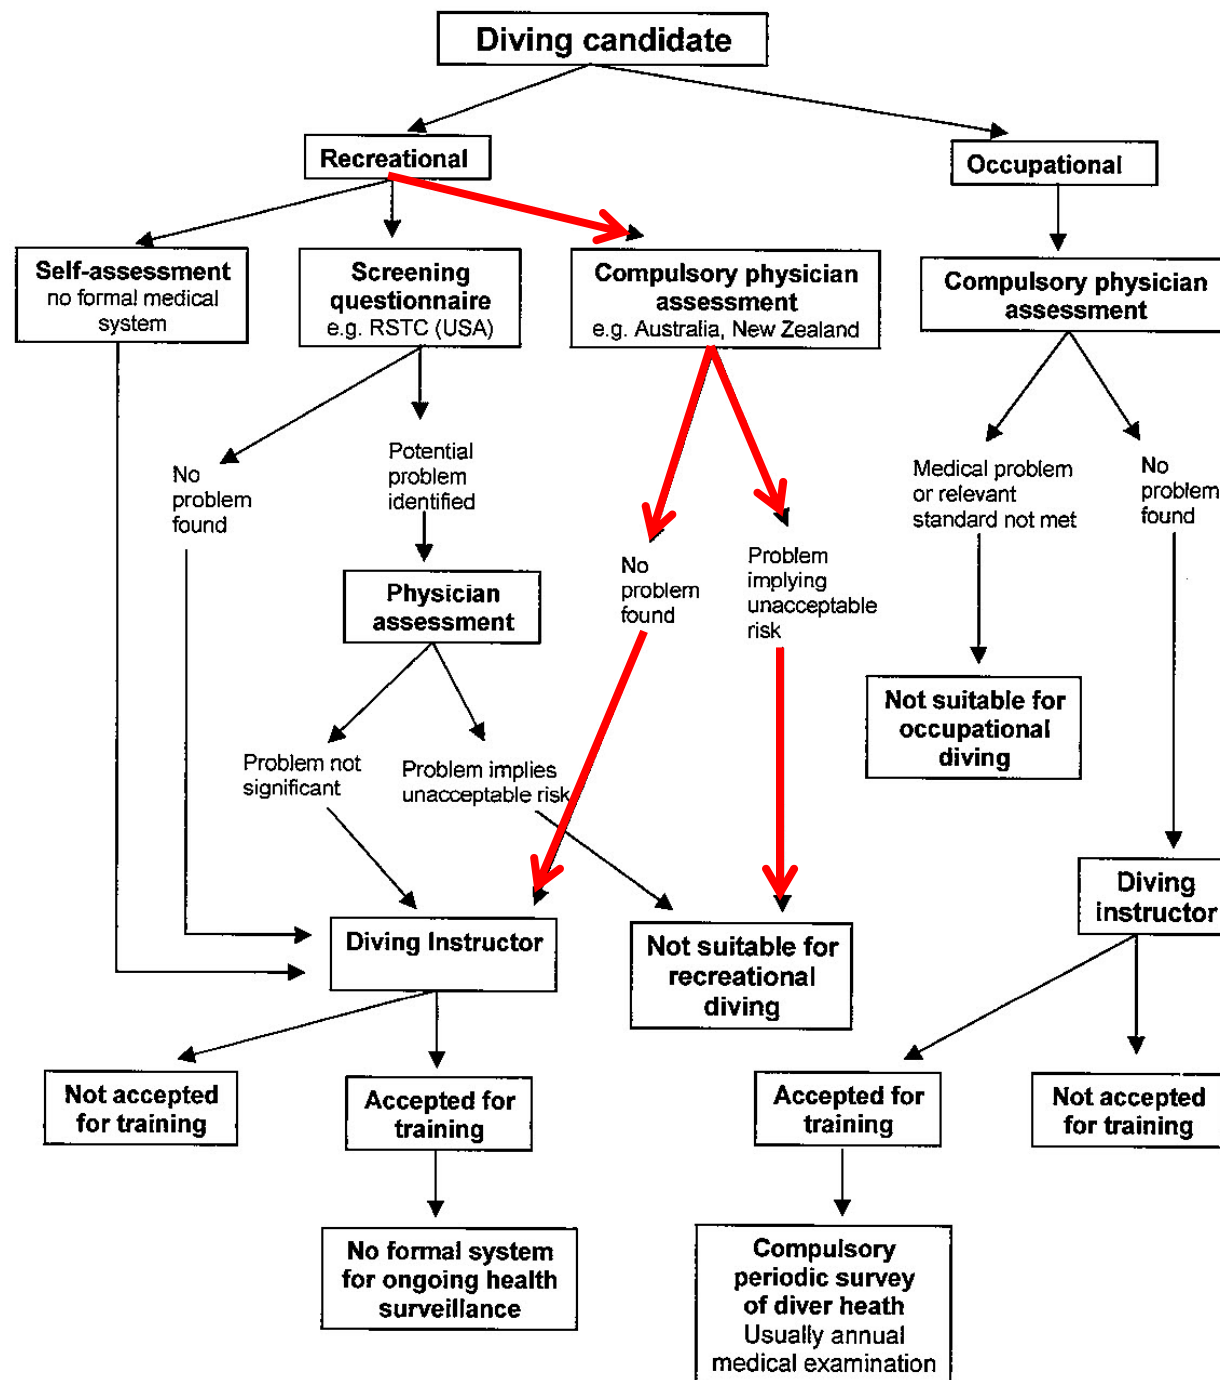 Diving candidate
Recreational
Occupational
Self-assessment
no formal medical
system
Screening
questionnaire
e.g. RSTC (USA)
Compulsory physician
assessment
e.g. Australia, New Zealand
Compulsory physician
assessment
No
problem
found
Potential
problem
identified
No
problem
found
Problem
implying
unacceptable
risk
Medical problem
or relevant
standard not met
No
problem
found
Physician
assessment
Problem not
significant
Problem implies
unacceptable risk
Not suitable for
occupational
diving
Diving Instructor
Not suitable for
recreational
diving
Diving
instructor
Not accepted
for training
Accepted for
training
Accepted for
training
Not accepted
for training
No formal system
for ongoing health
surveillance
Compulsory
periodic survey
of diver heath
Usually annual
medical examination